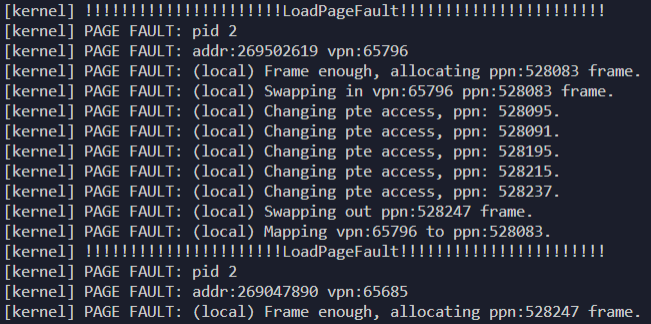 [kernel] !!!!!!!!!!!!!!!!!!!!!!LoadPageFault!!!!!!!!!!!!!!!!!!!!!!!
[kernel] PAGE FAULT: pid 2
[kernel] PAGE FAULT: addr:269502619 vpn:65796
[kernel] PAGE FAULT: (local) Frame enough, allocating ppn:528083 frame.
[kernel] PAGE FAULT: (local) Swapping in vpn:65796 ppn:528083 frame.
[kernel] PAGE FAULT: (local) Changing pte access, ppn: 528095.
[kernel] PAGE FAULT: (local) Changing pte access, ppn: 528091.
[kernel] PAGE FAULT: (local) Changing pte access, ppn: 528195.
[kernel] PAGE FAULT: (local) Changing pte access, ppn: 528215.
[kernel] PAGE FAULT: (local) Changing pte access, ppn: 528237.
[kernel] PAGE FAULT: (local) Swapping out ppn:528247 frame.
[kernel] PAGE FAULT: (local) Mapping vpn:65796 to ppn:528083.
[kernel] !!!!!!!!!!!!!!!!!!!!!!LoadPageFault!!!!!!!!!!!!!!!!!!!!!!!
[kernel] PAGE FAULT: pid 2
[kernel] PAGE FAULT: addr:269047890 vpn:65685
[kernel] PAGE FAULT: (local) Frame enough, allocating ppn:528247 frame.